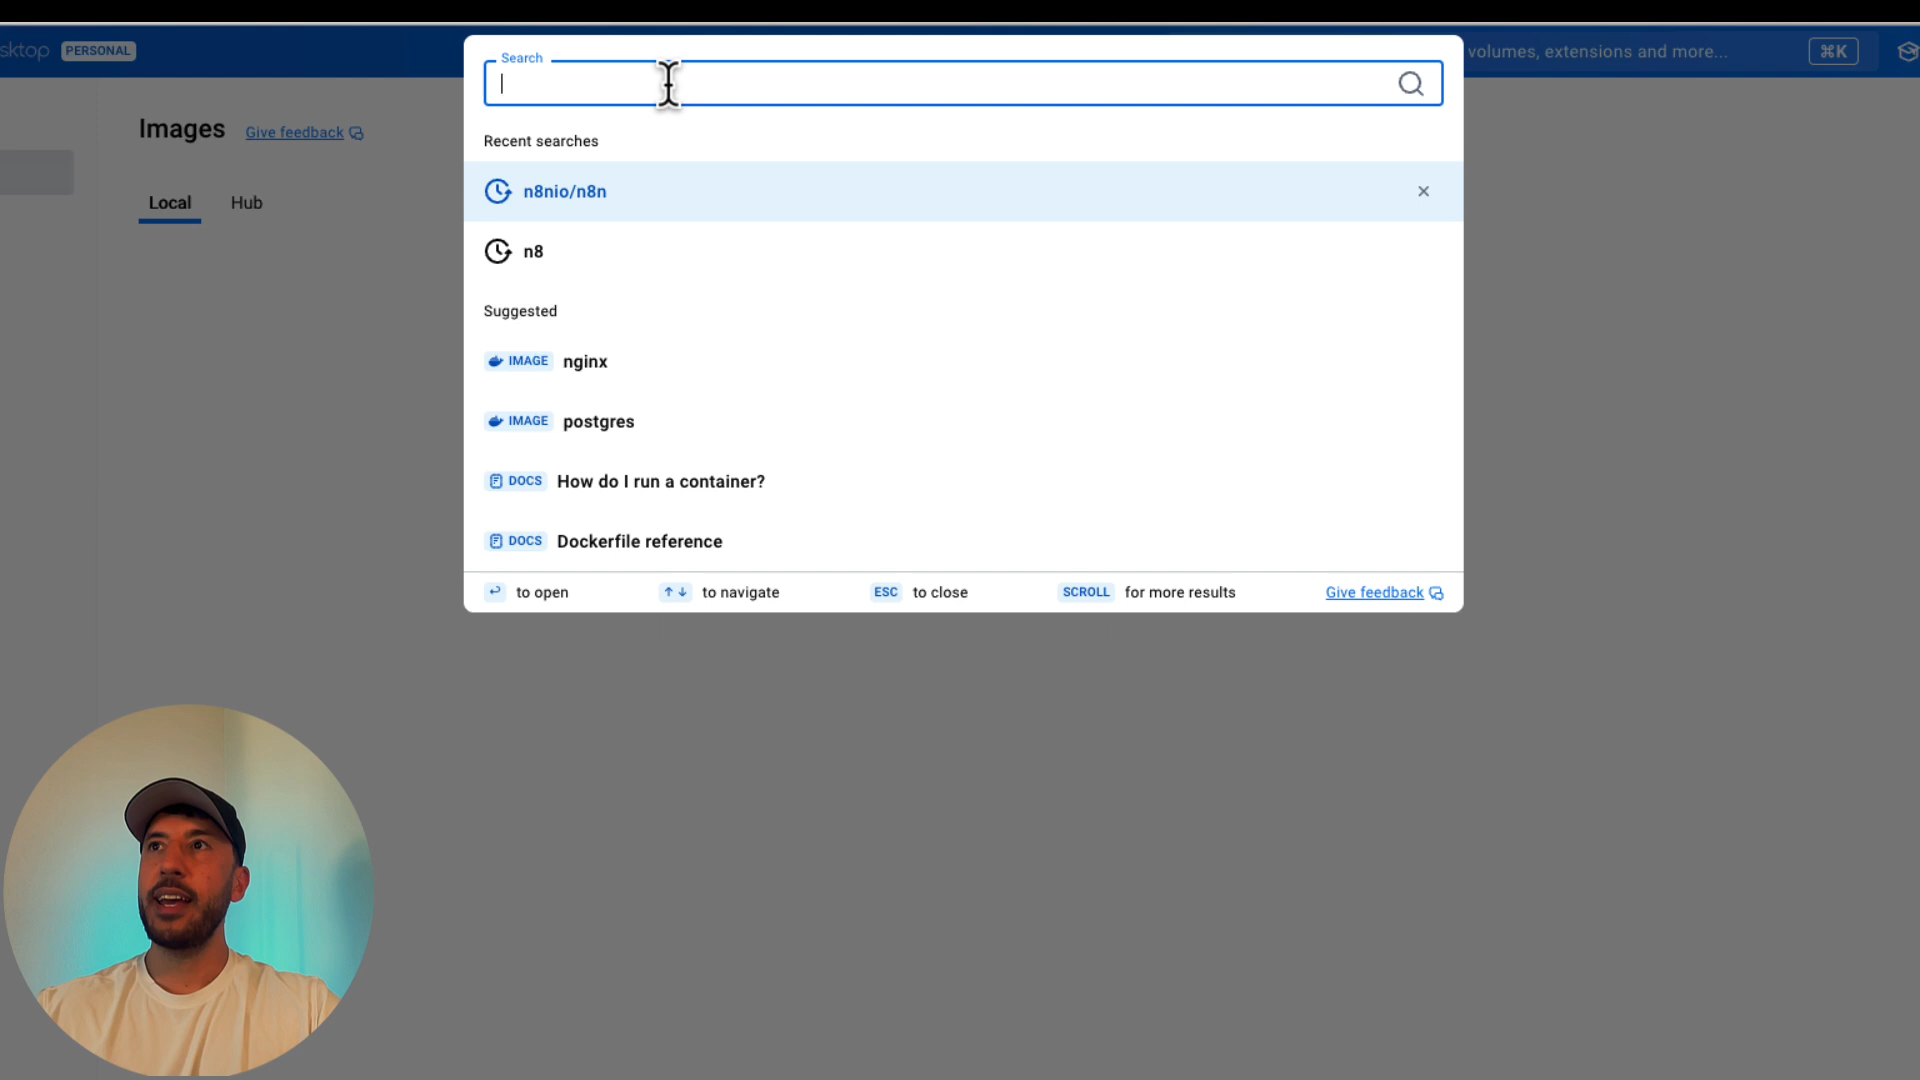 sktop PERSONAL
volumes, extensions and more... ⌘K
Search
Images Give feedback
Local Hub
Recent searches
n8nio/n8n
n8
Suggested
IMAGE nginx
IMAGE postgres
DOCS How do I run a container?
DOCS Dockerfile reference
to open ↑↓ to navigate ESC to close SCROLL for more results Give feedback